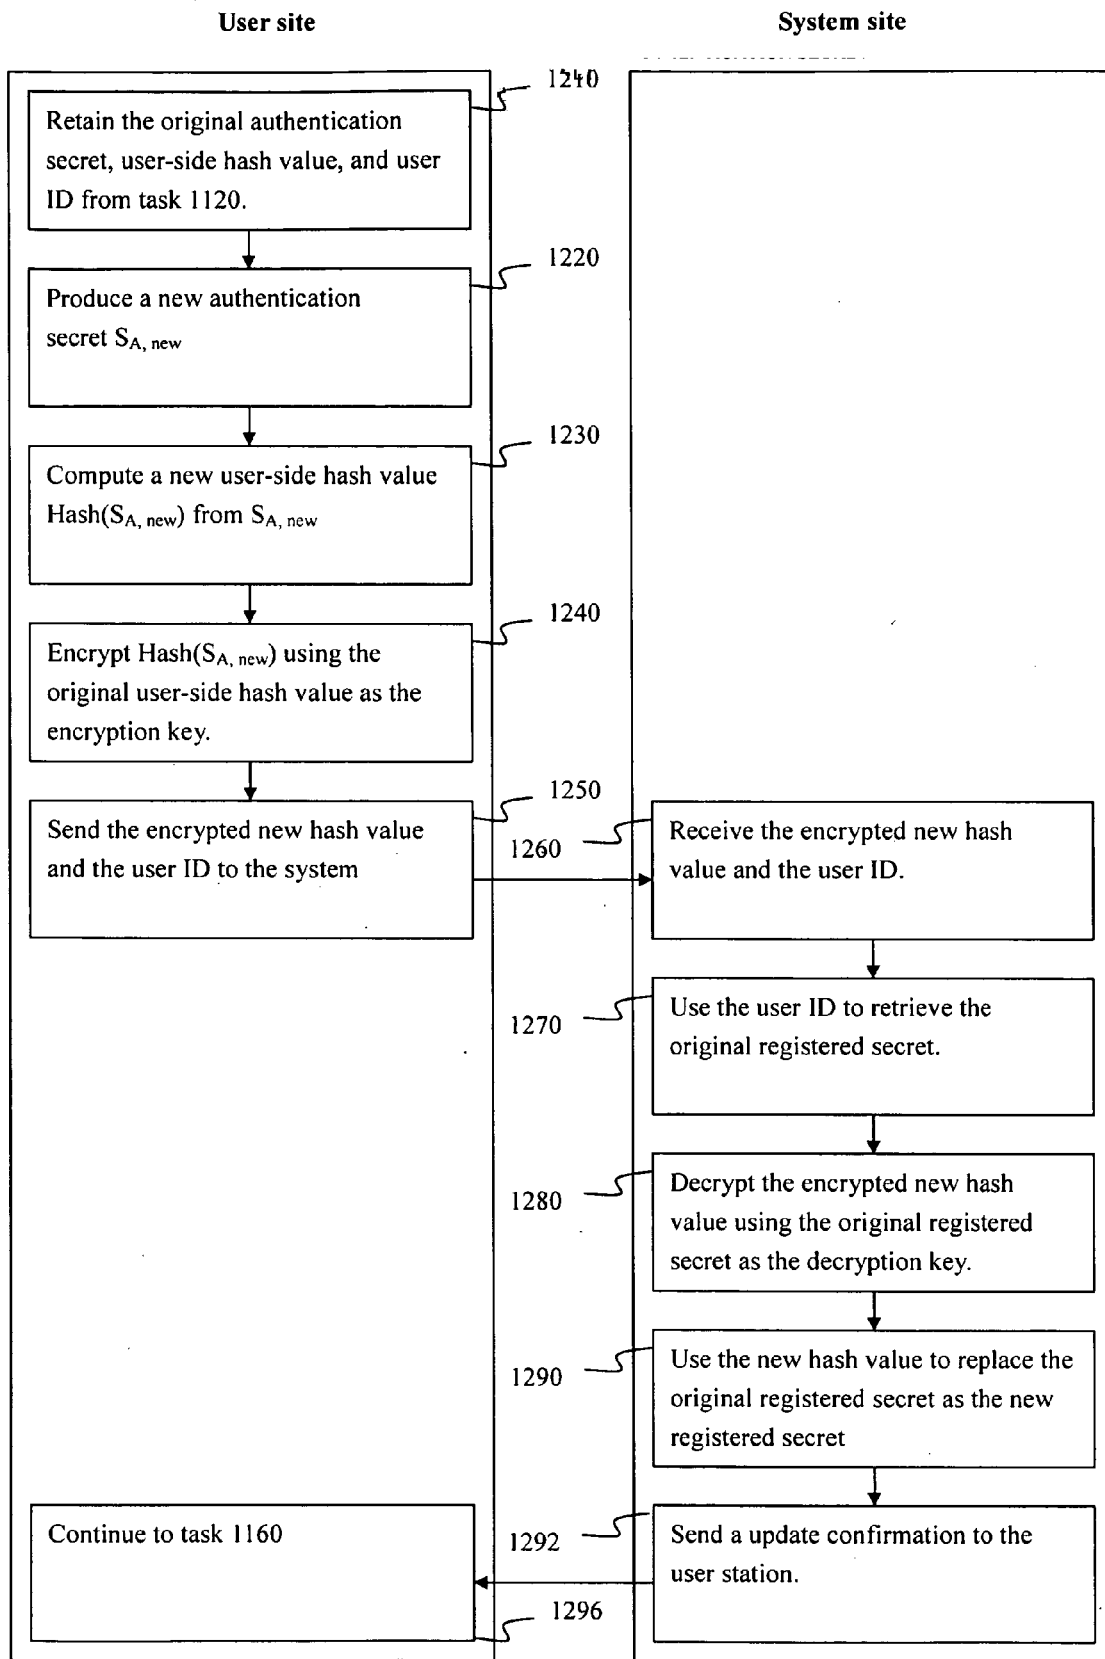 User site
System site
1240
Retain the original authentication
secret, user-side hash value, and user
ID from task 1120.
1220
Produce a new authentication
secret SA, new
1230
Compute a new user-side hash value
Hash(SA, new) from SA, new
1240
Encrypt Hash(SA, new) using the
original user-side hash value as the
encryption key.
1250
Send the encrypted new hash value
and the user ID to the system
1260
Receive the encrypted new hash
value and the user ID.
1270
Use the user ID to retrieve the
original registered secret.
1280
Decrypt the encrypted new hash
value using the original registered
secret as the decryption key.
1290
Use the new hash value to replace the
original registered secret as the new
registered secret
1292
Send a update confirmation to the
user station.
Continue to task 1160
1296